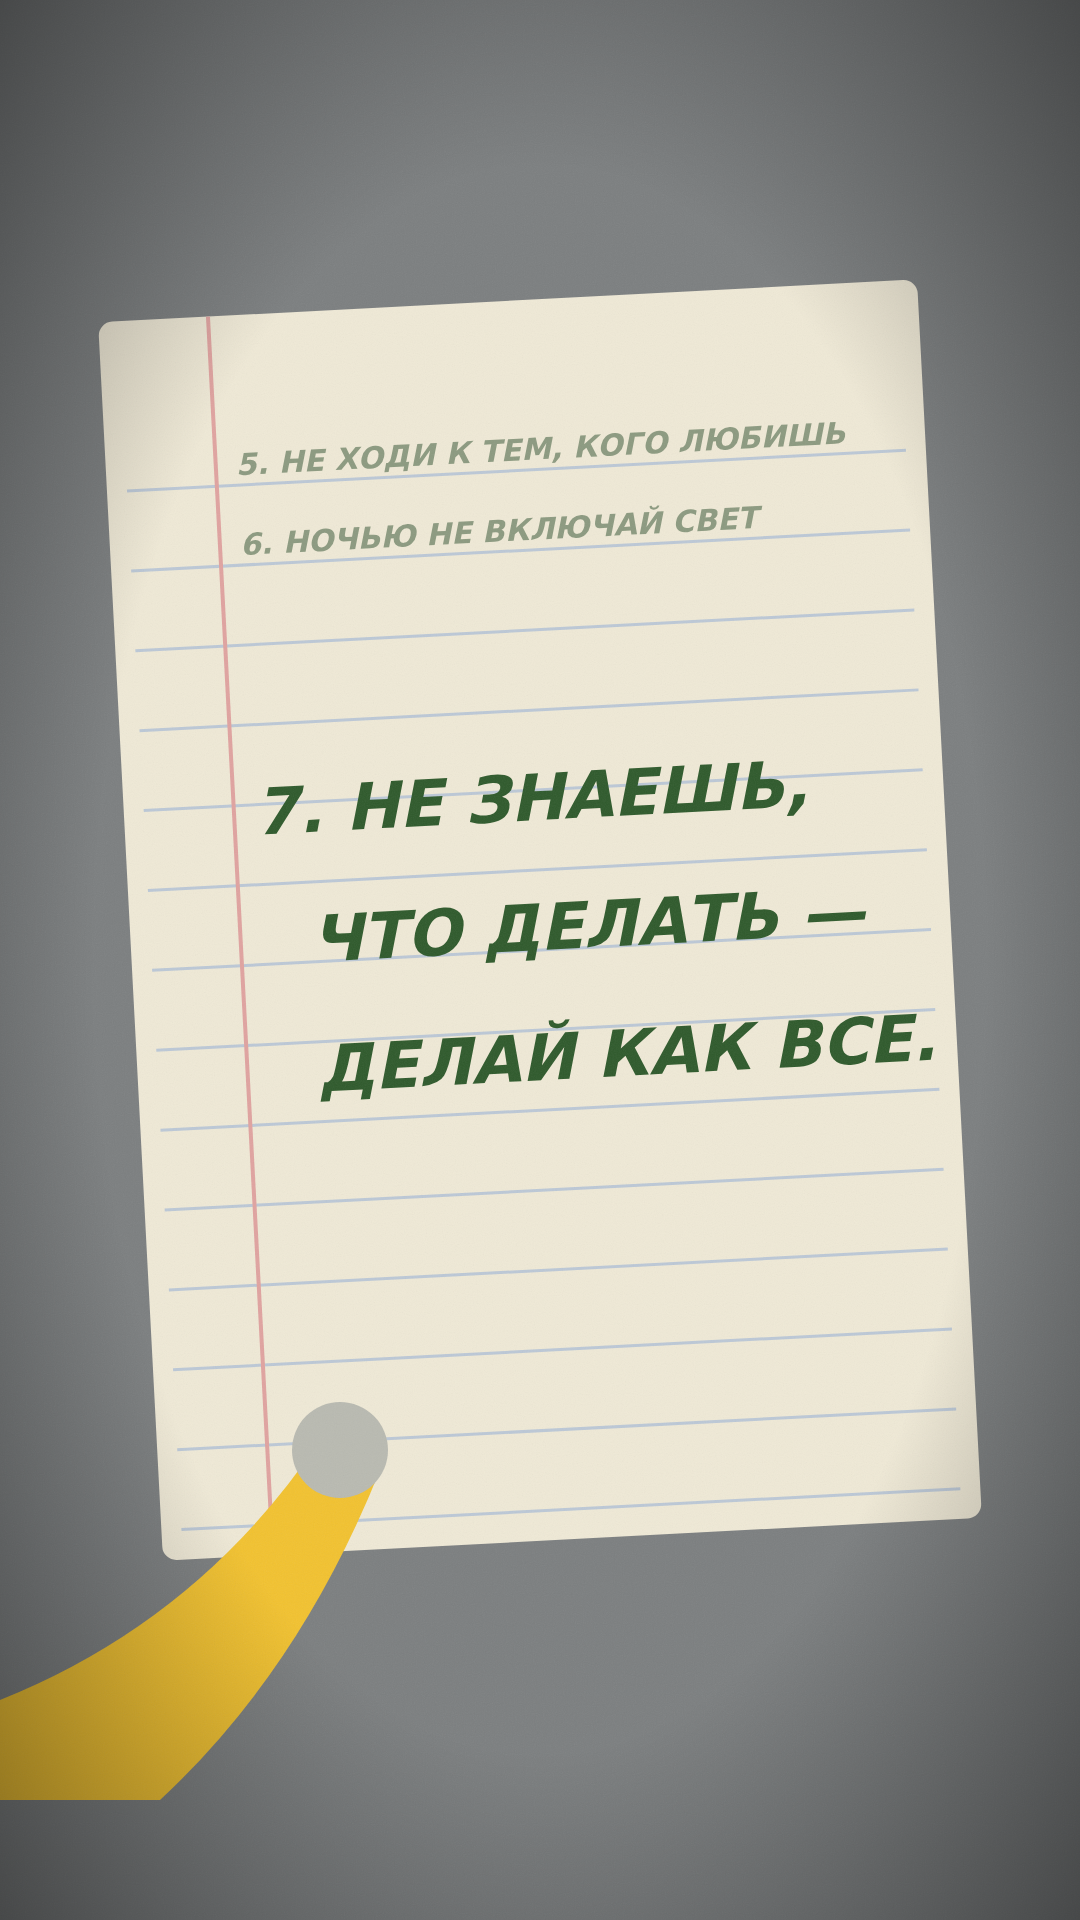 5. НЕ ХОДИ К ТЕМ, КОГО ЛЮБИШЬ
6. НОЧЬЮ НЕ ВКЛЮЧАЙ СВЕТ
7. НЕ ЗНАЕШЬ,
ЧТО ДЕЛАТЬ —
ДЕЛАЙ КАК ВСЕ.